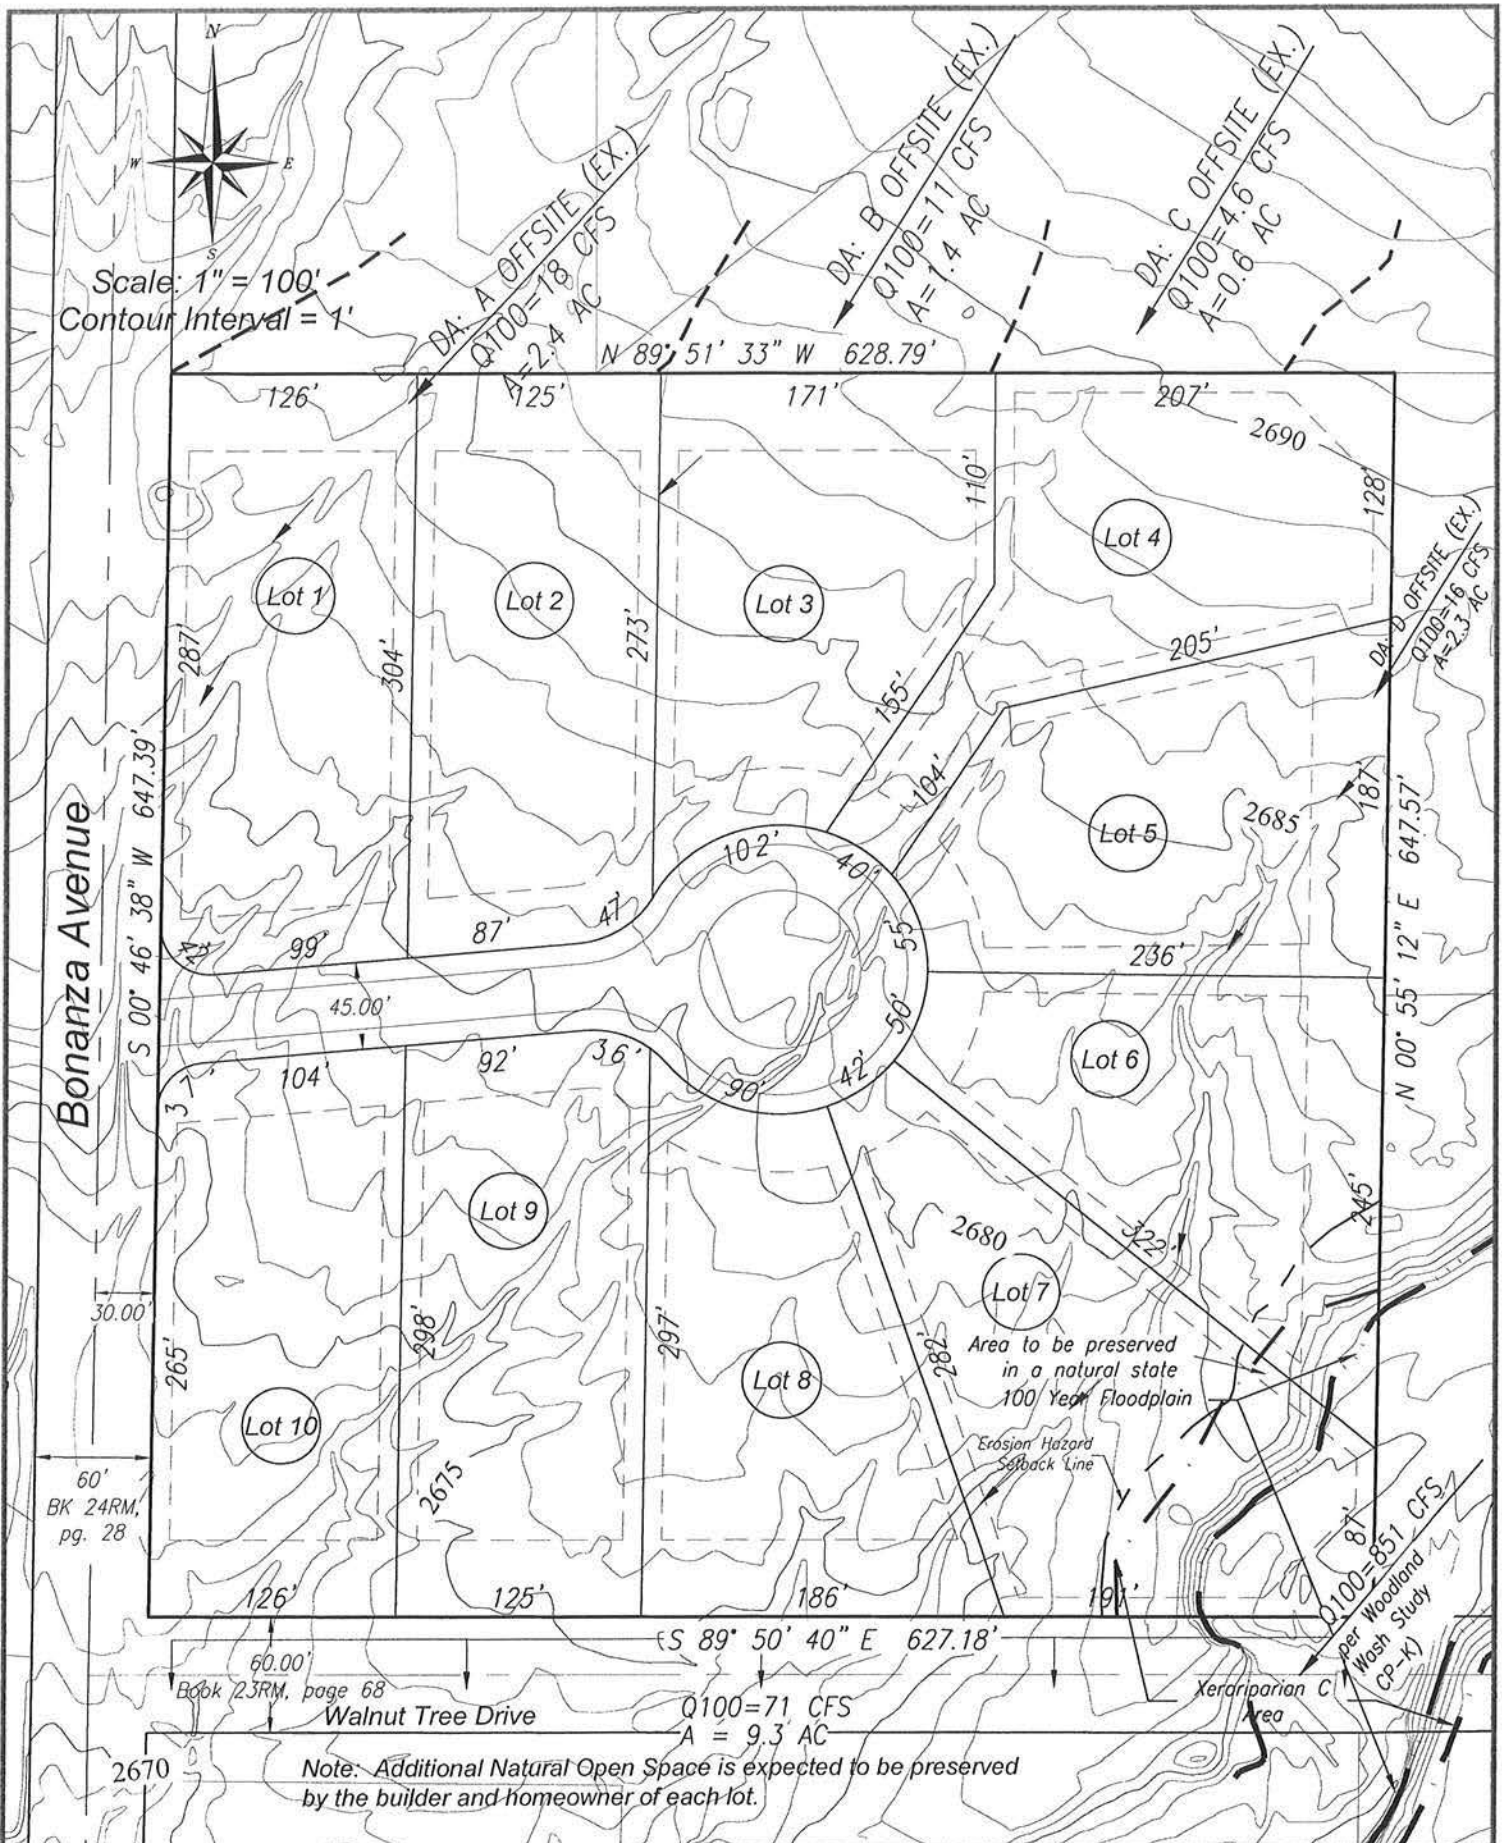 N
W
E
S
Scale: 1" = 100'
Contour Interval = 1'
DA: A OFFSITE (EX.)
Q100=18 CFS
A=2.4 AC
DA: B OFFSITE (EX.)
Q100=11 CFS
A=1.4 AC
DA: C OFFSITE (EX.)
Q100=4.6 CFS
A=0.6 AC
N 89° 51' 33" W 628.79'
126'
125'
171'
207'
2690
110'
128'
Lot 1
Lot 2
Lot 3
Lot 4
DA: D OFFSITE (EX.)
Q100=16 CFS
A=2.3 AC
287'
304'
273'
155'
205'
104'
Bonanza Avenue
S 00° 46' 38" W 647.39'
Lot 5
2685
187'
N 00° 55' 12" E 647.57'
102'
40'
42'
99'
87'
47'
55'
236'
45.00'
50'
Lot 6
37'
104'
92'
36'
90'
42'
Lot 9
2680
322'
245'
30.00'
265'
298'
297'
282'
Lot 7
Area to be preserved
in a natural state
100 Year Floodplain
Lot 8
Lot 10
Erosion Hazard
Setback Line
2675
60'
BK 24RM,
pg. 28
87'
Q100=851 CFS
per Woodland
Wash Study
CP-K)
126'
125'
186'
191'
S 89° 50' 40" E 627.18'
60.00'
Book 23RM, page 68
Walnut Tree Drive
Q100=71 CFS
A = 9.3 AC
Xerariparian C
Area
2670
Note: Additional Natural Open Space is expected to be preserved
by the builder and homeowner of each lot.